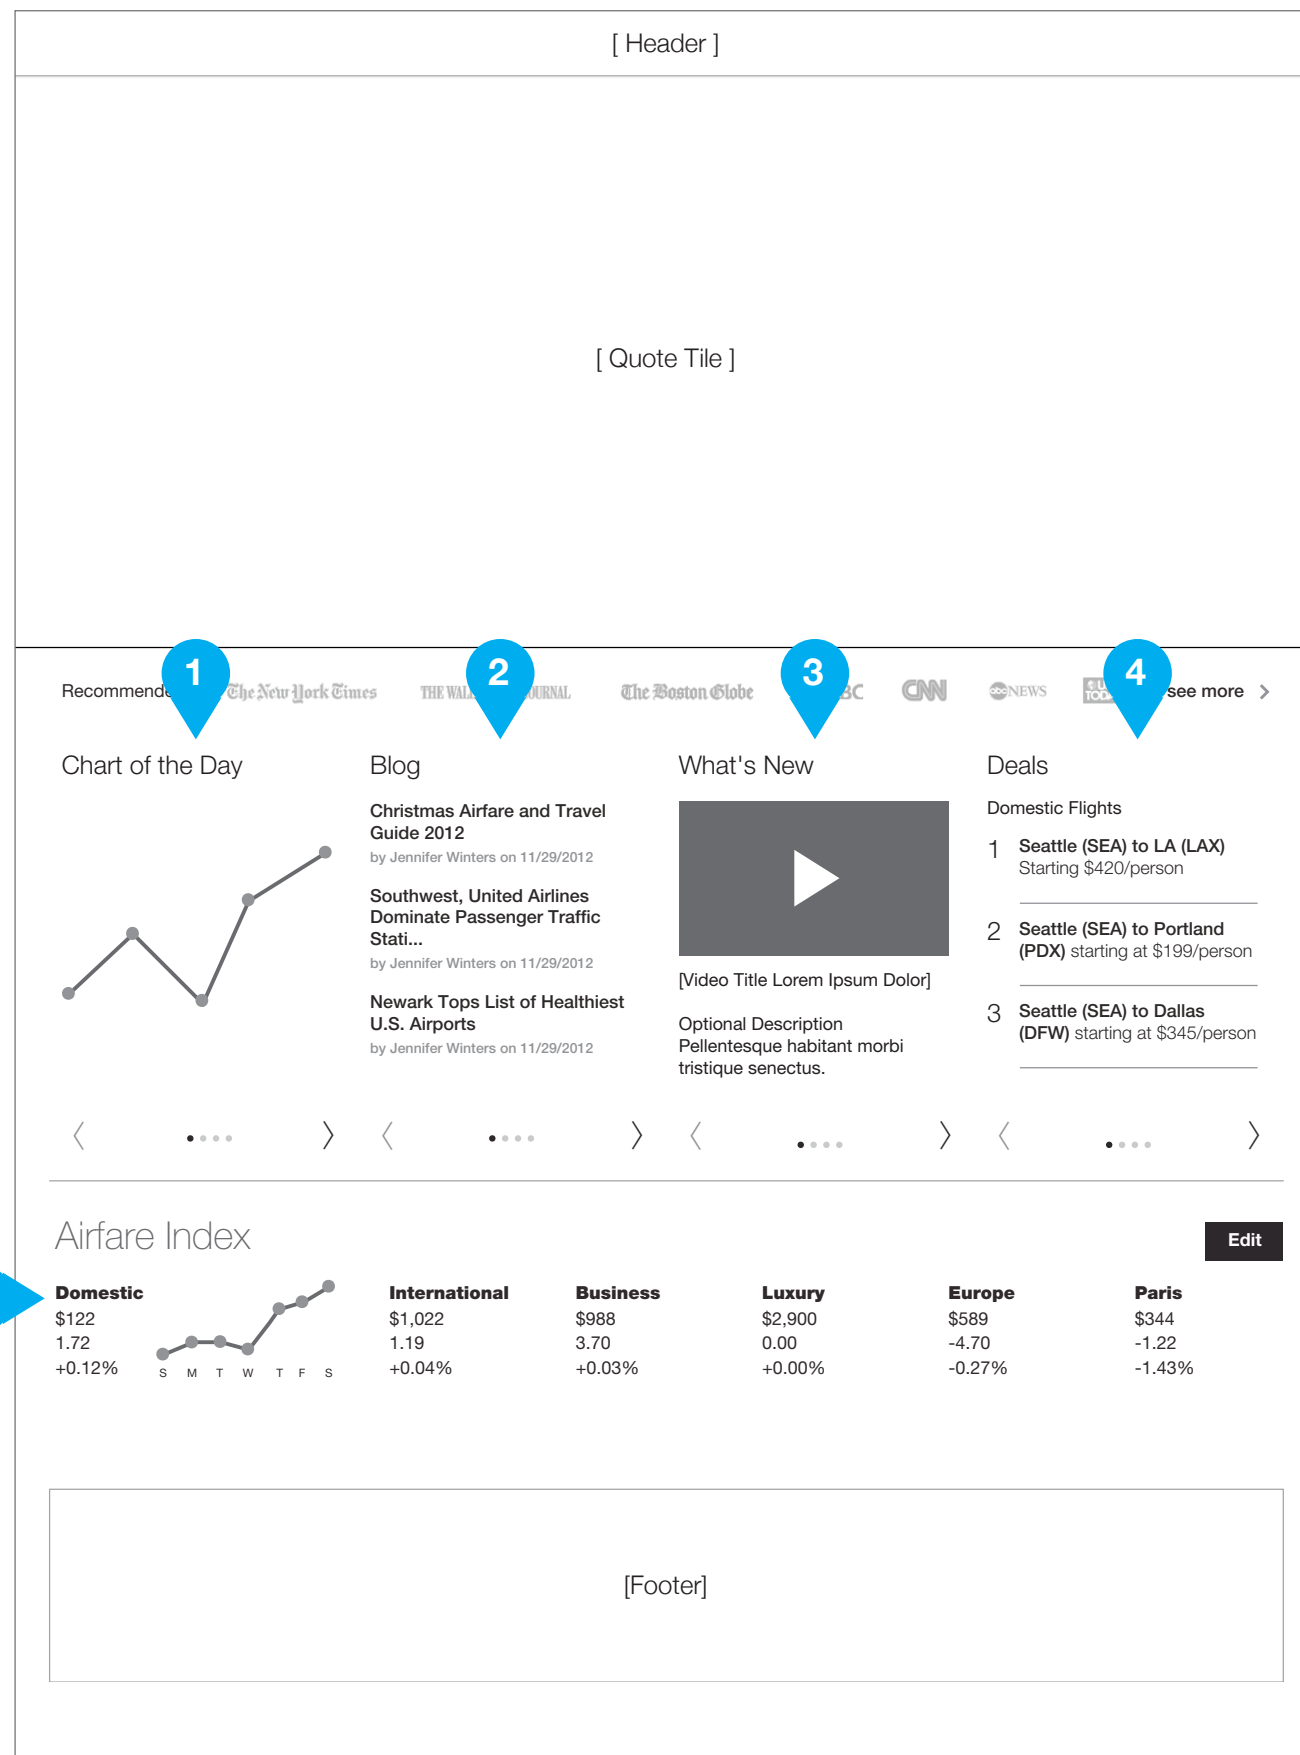 [ Header ]
[ Quote Tile ]
1
2
3
4
The New York Times
The Boston Globe
CNN
abc NEWS
see more
Chart of the Day
Blog
Christmas Airfare and Travel
Guide 2012
by Jennifer Winters on 11/29/2012
Southwest, United Airlines
Dominate Passenger Traffic
Stati...
by Jennifer Winters on 11/29/2012
Newark Tops List of Healthiest
U.S. Airports
by Jennifer Winters on 11/29/2012
What's New
[Video Title Lorem Ipsum Dolor]
Optional Description
Pellentesque habitant morbi
tristique senectus.
Deals
Domestic Flights
1 Seattle (SEA) to LA (LAX)
Starting $420/person
2 Seattle (SEA) to Portland
(PDX) starting at $199/person
3 Seattle (SEA) to Dallas
(DFW) starting at $345/person
Airfare Index
Edit
Domestic
$122
1.72
+0.12%
S M T W T F S
International
$1,022
1.19
+0.04%
Business
$988
3.70
+0.03%
Luxury
$2,900
0.00
+0.00%
Europe
$589
-4.70
-0.27%
Paris
$344
-1.22
-1.43%
[Footer]